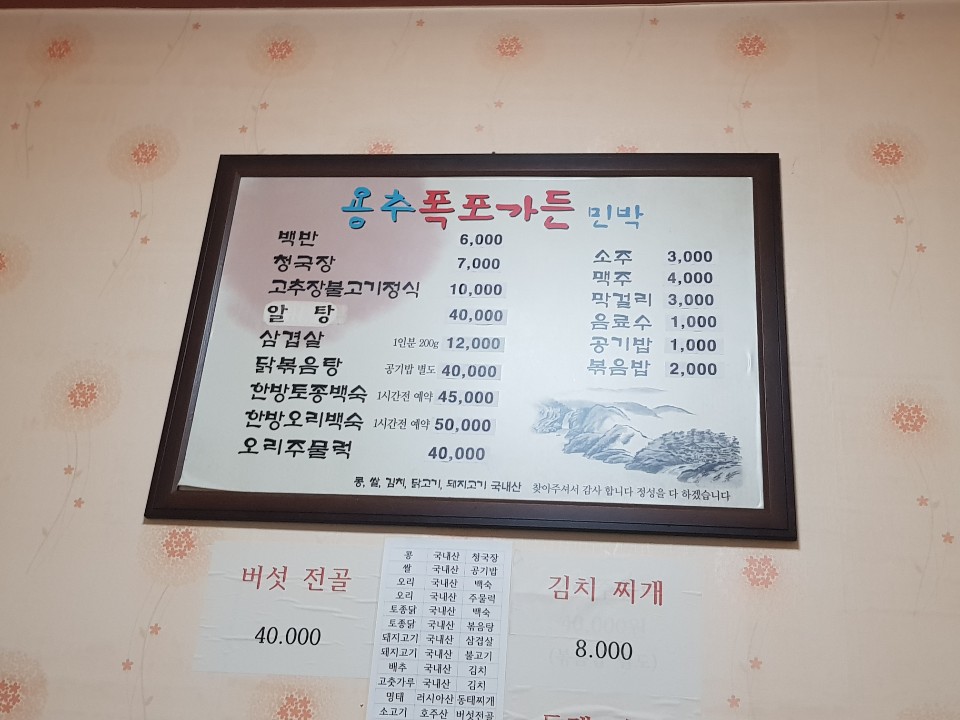 용추폭포가든 민박
백반 6,000
청국장 7,000
고추장불고기정식 10,000
알 탕 40,000
삼겹살 1인분 200g 12,000
닭볶음탕 공기밥 별도 40,000
한방토종백숙 1시간전 예약 45,000
한방오리백숙 1시간전 예약 50,000
오리주물럭 40,000
소주 3,000
맥주 4,000
막걸리 3,000
음료수 1,000
공기밥 1,000
볶음밥 2,000
콩, 쌀, 김치, 닭고기, 돼지고기 국내산 찾아주셔서 감사 합니다 정성을 다 하겠습니다
버섯 전골
40.000
콩 국내산 청국장
쌀 국내산 공기밥
오리 국내산 백숙
오리 국내산 주물럭
토종닭 국내산 백숙
토종닭 국내산 볶음탕
돼지고기 국내산 삼겹살
돼지고기 국내산 불고기
배추 국내산 김치
고춧가루 국내산 김치
명태 러시아산 동태찌개
소고기 호주산 버섯전골
김치 찌개
8.000